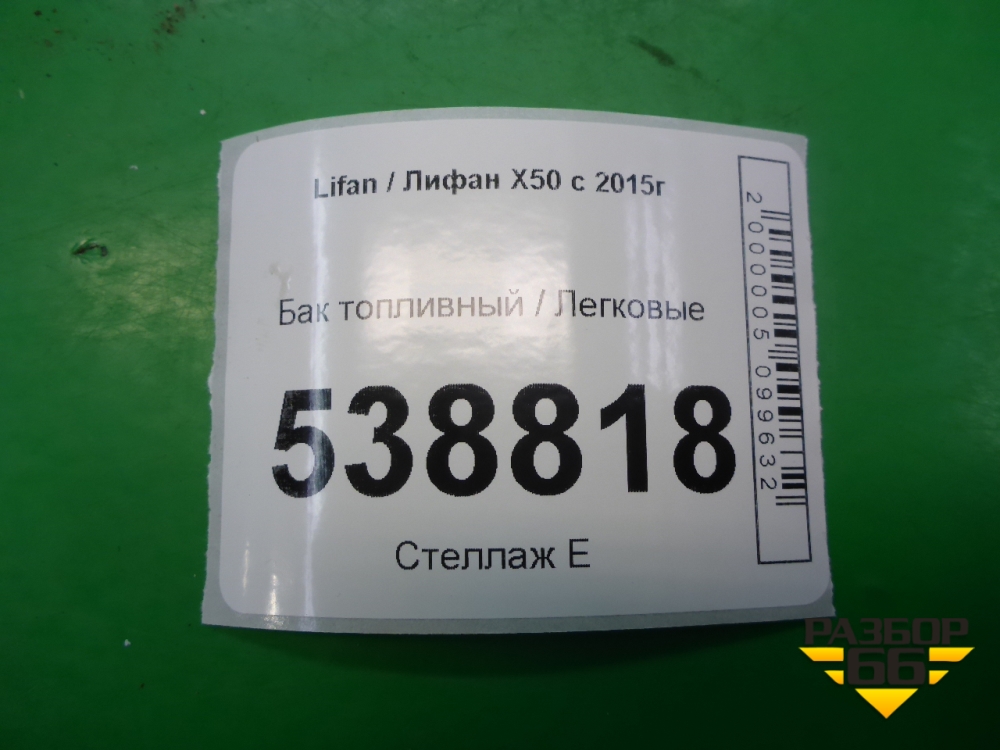 Lifan / Лифан X50 с 2015г
Бак топливный / Легковые
538818
Стеллаж Е
2000005099632
РАЗБОР
66